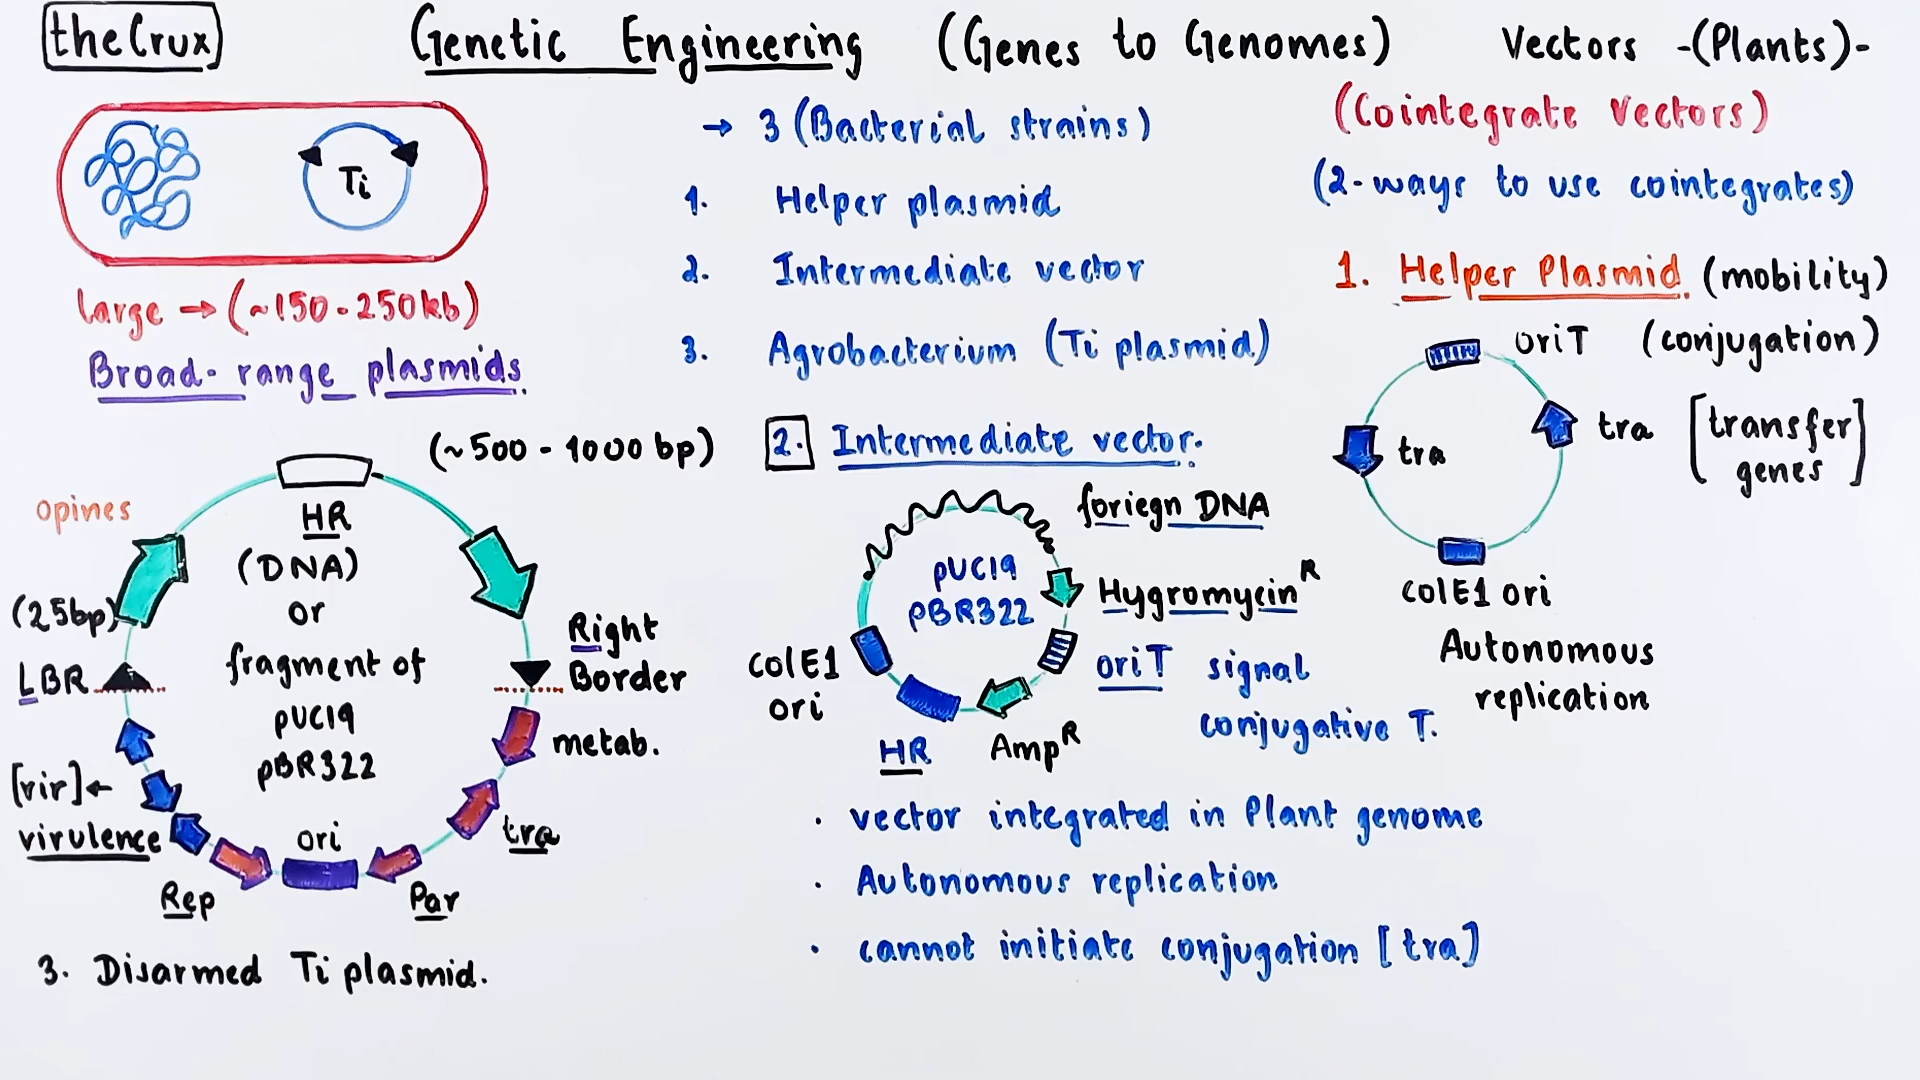 theCrux
Genetic Engineering (Genes to Genomes) Vectors -(Plants)-
Ti
large → (~150-250kb)
Broad-range plasmids.
→ 3 (Bacterial strains)
1. Helper plasmid
2. Intermediate vector
3. Agrobacterium (Ti plasmid)
(Cointegrate Vectors)
(2-ways to use cointegrates)
1. Helper Plasmid. (mobility)
oriT (conjugation)
tra
tra [transfer
genes]
colE1 ori
Autonomous
replication
(~500-1000 bp)
opines
HR
(DNA)
or
fragment of
pUC19
pBR322
(25bp)
LBR
Right
Border
metab.
[vir]←
virulence
ori
tra
Rep
Par
3. Disarmed Ti plasmid.
2. Intermediate vector.
foriegn DNA
pUC19
pBR322
Hygromycin R
colE1
ori
oriT signal
conjugative T.
HR
Amp R
· vector integrated in Plant genome
· Autonomous replication
· cannot initiate conjugation [tra]